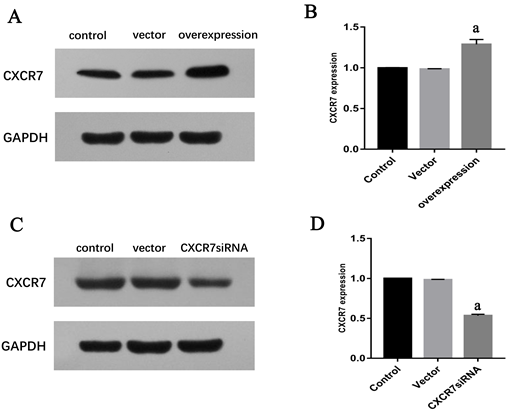 A
control vector overexpression
CXCR7
GAPDH
B
CXCR7 expression
1.5
1.0
0.5
0.0
a
Control
Vector
overexpression
C
control vector CXCR7siRNA
CXCR7
GAPDH
D
CXCR7 expression
1.5
1.0
0.5
0.0
a
Control
Vector
CXCR7siRNA